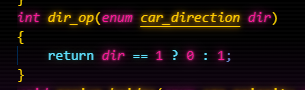 int dir_op(enum car_direction dir)
{
    return dir == 1 ? 0 : 1;
}